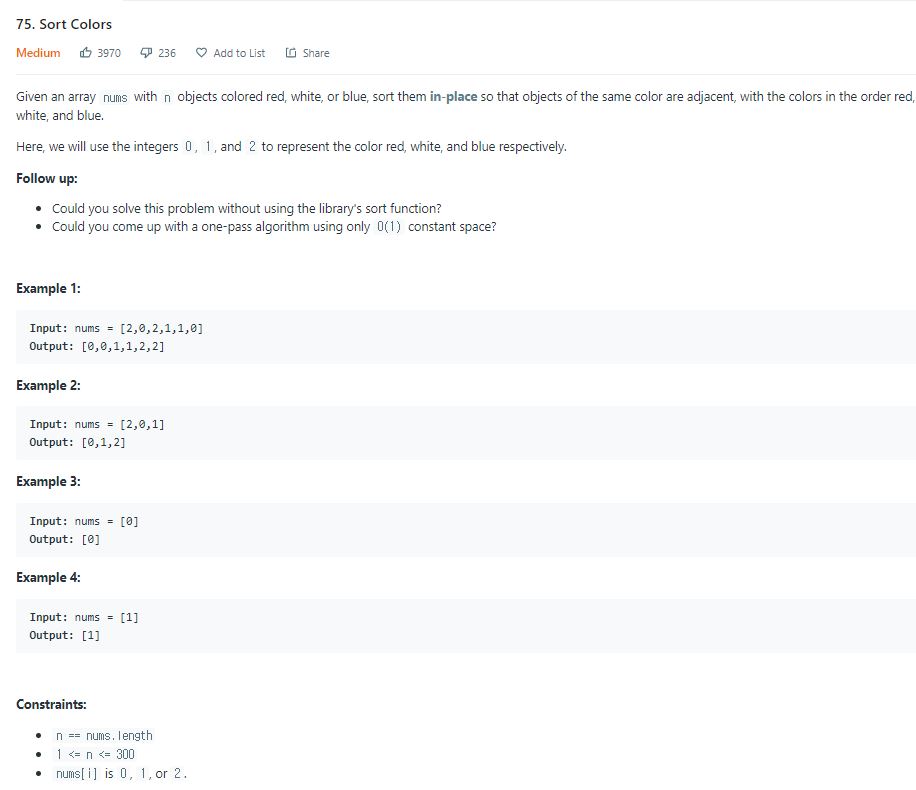 75. Sort Colors
Medium 3970 236 Add to List Share
Given an array nums with n objects colored red, white, or blue, sort them in-place so that objects of the same color are adjacent, with the colors in the order red,
white, and blue.
Here, we will use the integers 0, 1, and 2 to represent the color red, white, and blue respectively.
Follow up:
• Could you solve this problem without using the library's sort function?
• Could you come up with a one-pass algorithm using only O(1) constant space?
Example 1:
Input: nums = [2,0,2,1,1,0]
Output: [0,0,1,1,2,2]
Example 2:
Input: nums = [2,0,1]
Output: [0,1,2]
Example 3:
Input: nums = [0]
Output: [0]
Example 4:
Input: nums = [1]
Output: [1]
Constraints:
• n == nums.length
• 1 <= n <= 300
• nums[i] is 0, 1, or 2.